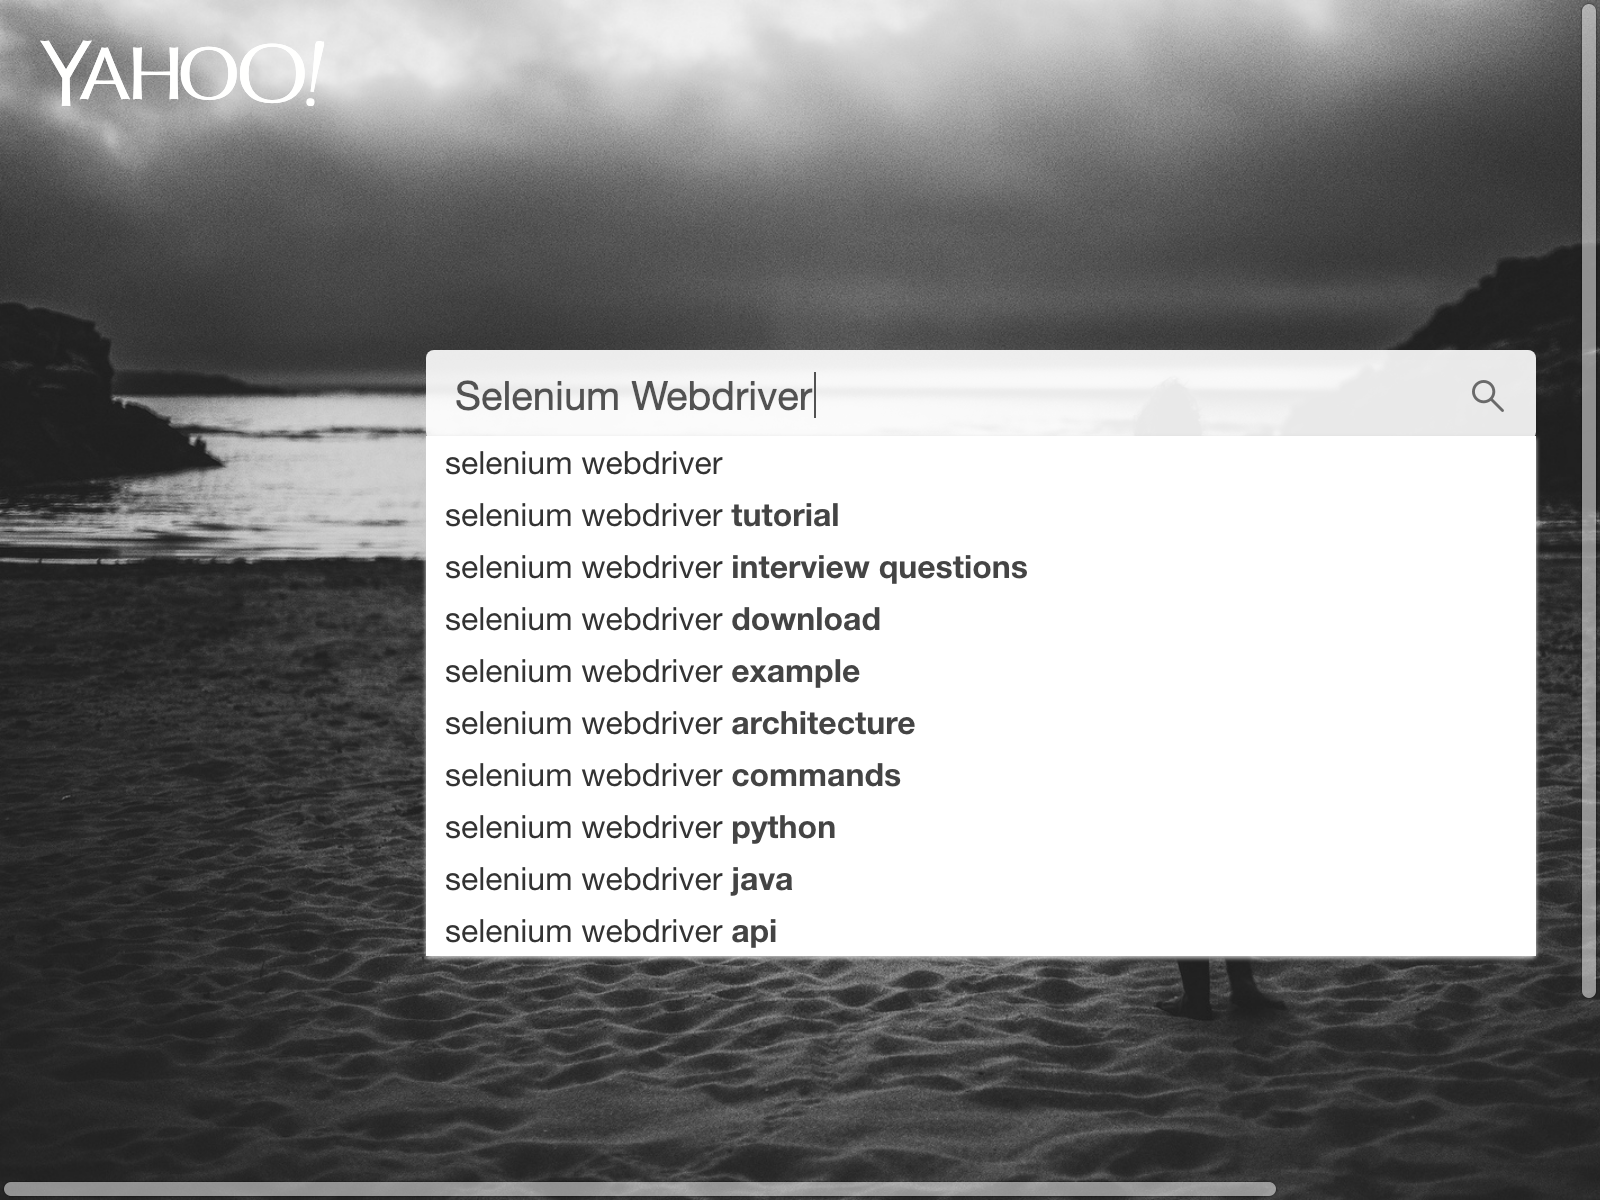 YAHOO!
Selenium Webdriver
selenium webdriver
selenium webdriver tutorial
selenium webdriver interview questions
selenium webdriver download
selenium webdriver example
selenium webdriver architecture
selenium webdriver commands
selenium webdriver python
selenium webdriver java
selenium webdriver api